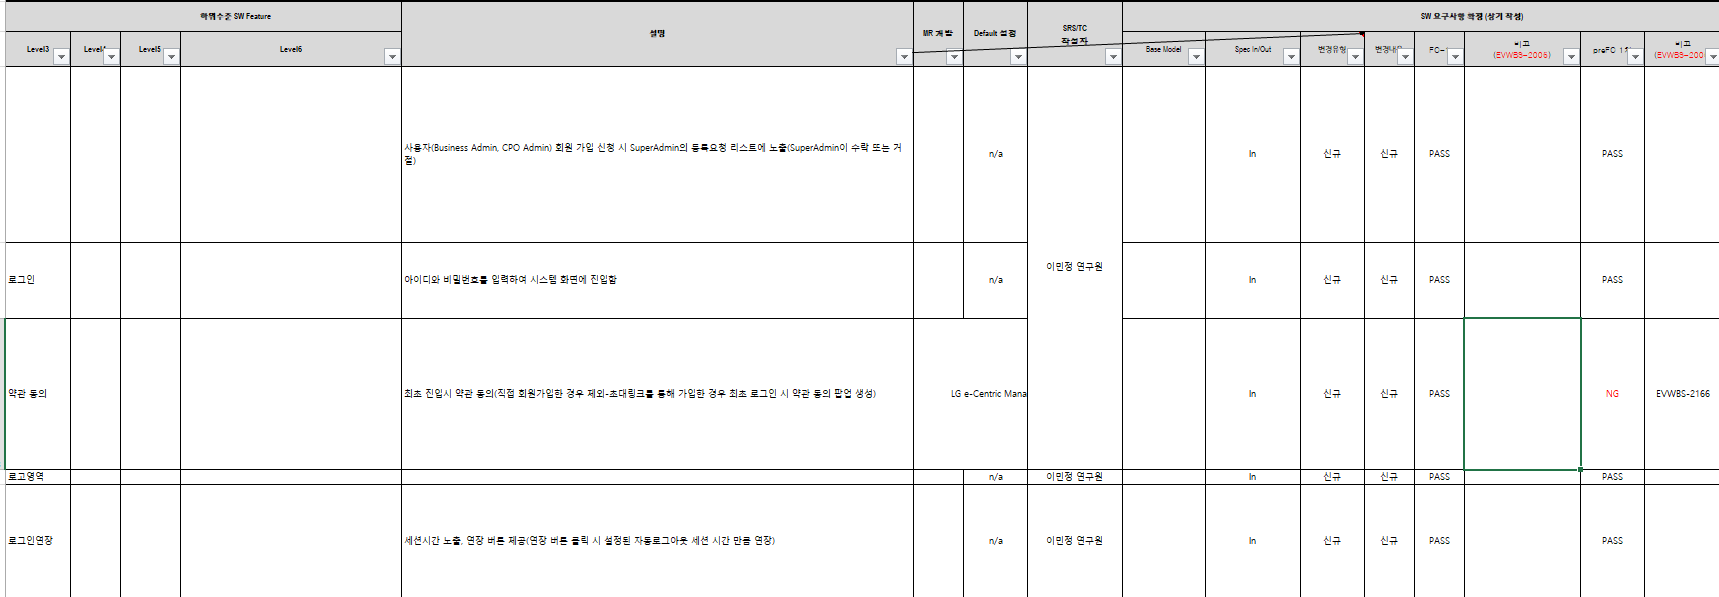 하위수준 SW Feature
설명
MR 개발
Default 설정
SRS/TC
작성자
SW 요구사항 확정 (상기 작성)
Level3
Level4
Level5
Level6
Base Model
Spec In/Out
변경유형
변경내용
FC-1
비고
(EVWBS-2006)
preFC 1차
비고
(EVWBS-200
사용자(Business Admin, CPO Admin) 회원 가입 신청 시 SuperAdmin의 등록요청 리스트에 노출(SuperAdmin이 수락 또는 거
절)
n/a
In
신규
신규
PASS
PASS
이민정 연구원
로그인
아이디와 비밀번호를 입력하여 시스템 화면에 진입함
n/a
In
신규
신규
PASS
PASS
약관 동의
최초 진입시 약관 동의(직접 회원가입한 경우 제외-초대링크를 통해 가입한 경우 최초 로그인 시 약관 동의 팝업 생성)
LG e-Centric Mana
In
신규
신규
PASS
NG
EVWBS-2166
로고영역
n/a
이민정 연구원
In
신규
신규
PASS
PASS
로그인연장
세션시간 노출, 연장 버튼 제공(연장 버튼 클릭 시 설정된 자동로그아웃 세션 시간 만큼 연장)
n/a
이민정 연구원
In
신규
신규
PASS
PASS